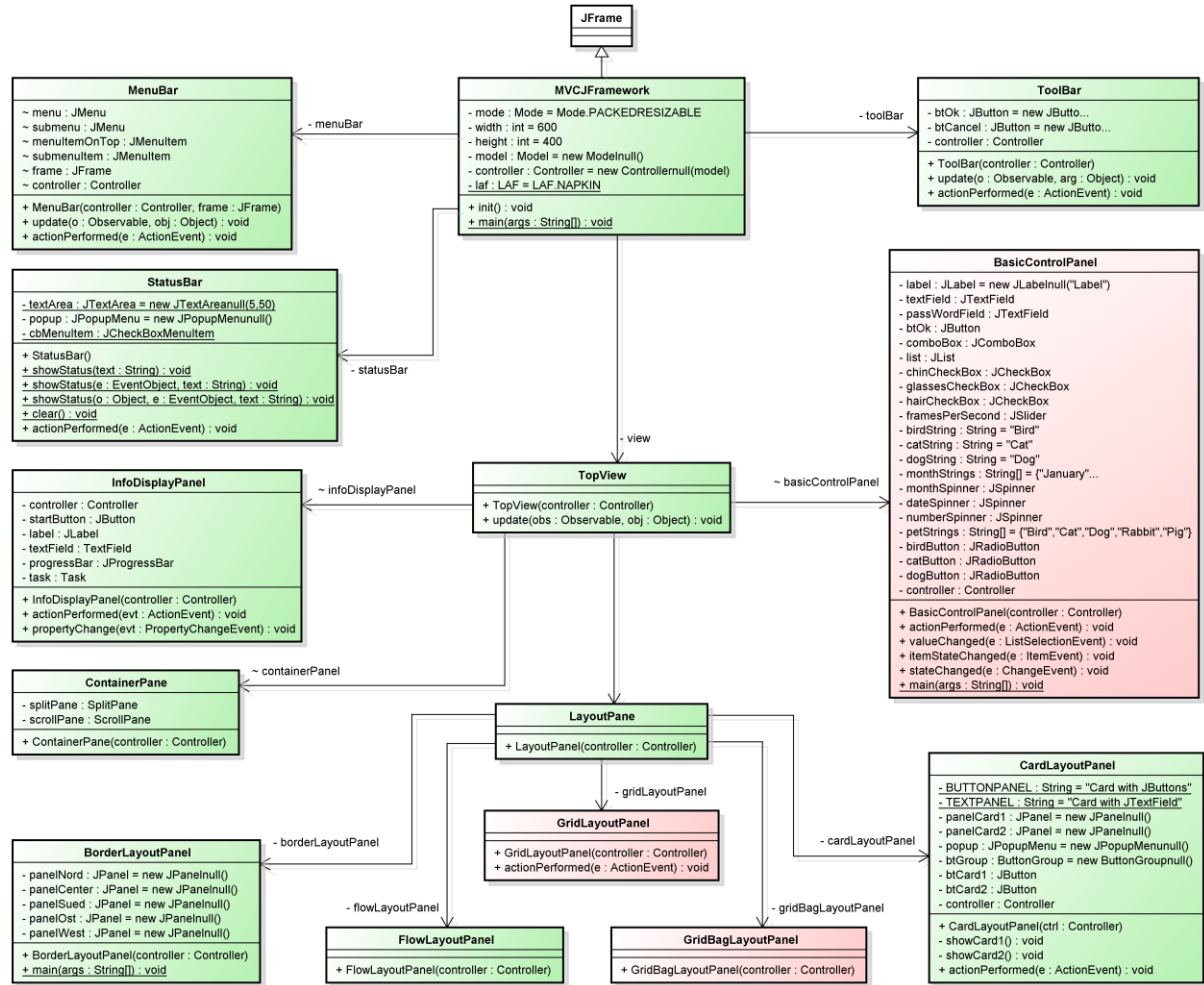 JFrame
MenuBar
~ menu : JMenu
~ submenu : JMenu
~ menuItemOnTop : JMenuItem
~ submenuItem : JMenuItem
~ frame : JFrame
~ controller : Controller
+ MenuBar(controller : Controller, frame : JFrame)
+ update(o : Observable, obj : Object) : void
+ actionPerformed(e : ActionEvent) : void
- menuBar
MVCJFramework
- mode : Mode = Mode.PACKEDRESIZABLE
- width : int = 600
- height : int = 400
- model : Model = new Modelnull()
- controller : Controller = new Controllernull(model)
- laf : LAF = LAF.NAPKIN
+ init() : void
+ main(args : String[]) : void
- toolBar
ToolBar
- btOk : JButton = new JButto...
- btCancel : JButton = new JButto...
- controller : Controller
+ ToolBar(controller : Controller)
+ update(o : Observable, arg : Object) : void
+ actionPerformed(e : ActionEvent) : void
StatusBar
- textArea : JTextArea = new JTextAreanull(5,50)
- popup : JPopupMenu = new JPopupMenunull()
- cbMenuItem : JCheckBoxMenuItem
+ StatusBar()
+ showStatus(text : String) : void
+ showStatus(e : EventObject, text : String) : void
+ showStatus(o : Object, e : EventObject, text : String) : void
+ clear() : void
+ actionPerformed(e : ActionEvent) : void
- statusBar
- view
BasicControlPanel
- label : JLabel = new JLabelnull("Label")
- textField : JTextField
- passWordField : JTextField
- btOk : JButton
- comboBox : JComboBox
- list : JList
- chinCheckBox : JCheckBox
- glassesCheckBox : JCheckBox
- hairCheckBox : JCheckBox
- framesPerSecond : JSlider
- birdString : String = "Bird"
- catString : String = "Cat"
- dogString : String = "Dog"
- monthStrings : String[] = {"January"...
- monthSpinner : JSpinner
- dateSpinner : JSpinner
- numberSpinner : JSpinner
- petStrings : String[] = {"Bird","Cat","Dog","Rabbit","Pig"}
- birdButton : JRadioButton
- catButton : JRadioButton
- dogButton : JRadioButton
- controller : Controller
+ BasicControlPanel(controller : Controller)
+ actionPerformed(e : ActionEvent) : void
+ valueChanged(e : ListSelectionEvent) : void
+ itemStateChanged(e : ItemEvent) : void
+ stateChanged(e : ChangeEvent) : void
+ main(args : String[]) : void
InfoDisplayPanel
- controller : Controller
- startButton : JButton
- label : JLabel
- textField : TextField
- progressBar : JProgressBar
- task : Task
+ InfoDisplayPanel(controller : Controller)
+ actionPerformed(evt : ActionEvent) : void
+ propertyChange(evt : PropertyChangeEvent) : void
~ infoDisplayPanel
TopView
+ TopView(controller : Controller)
+ update(obs : Observable, obj : Object) : void
~ basicControlPanel
ContainerPane
- splitPane : SplitPane
- scrollPane : ScrollPane
+ ContainerPane(controller : Controller)
~ containerPanel
LayoutPane
+ LayoutPanel(controller : Controller)
- gridLayoutPanel
GridLayoutPanel
+ GridLayoutPanel(controller : Controller)
+ actionPerformed(e : ActionEvent) : void
- borderLayoutPanel
BorderLayoutPanel
- panelNord : JPanel = new JPanelnull()
- panelCenter : JPanel = new JPanelnull()
- panelSued : JPanel = new JPanelnull()
- panelOst : JPanel = new JPanelnull()
- panelWest : JPanel = new JPanelnull()
+ BorderLayoutPanel(controller : Controller)
+ main(args : String[]) : void
- flowLayoutPanel
FlowLayoutPanel
+ FlowLayoutPanel(controller : Controller)
- gridBagLayoutPanel
GridBagLayoutPanel
+ GridBagLayoutPanel(controller : Controller)
- cardLayoutPanel
CardLayoutPanel
- BUTTONPANEL : String = "Card with JButtons"
- TEXTPANEL : String = "Card with JTextField"
- panelCard1 : JPanel = new JPanelnull()
- panelCard2 : JPanel = new JPanelnull()
- popup : JPopupMenu = new JPopupMenunull()
- btGroup : ButtonGroup = new ButtonGroupnull()
- btCard1 : JButton
- btCard2 : JButton
- controller : Controller
+ CardLayoutPanel(ctrl : Controller)
- showCard1() : void
- showCard2() : void
+ actionPerformed(e : ActionEvent) : void